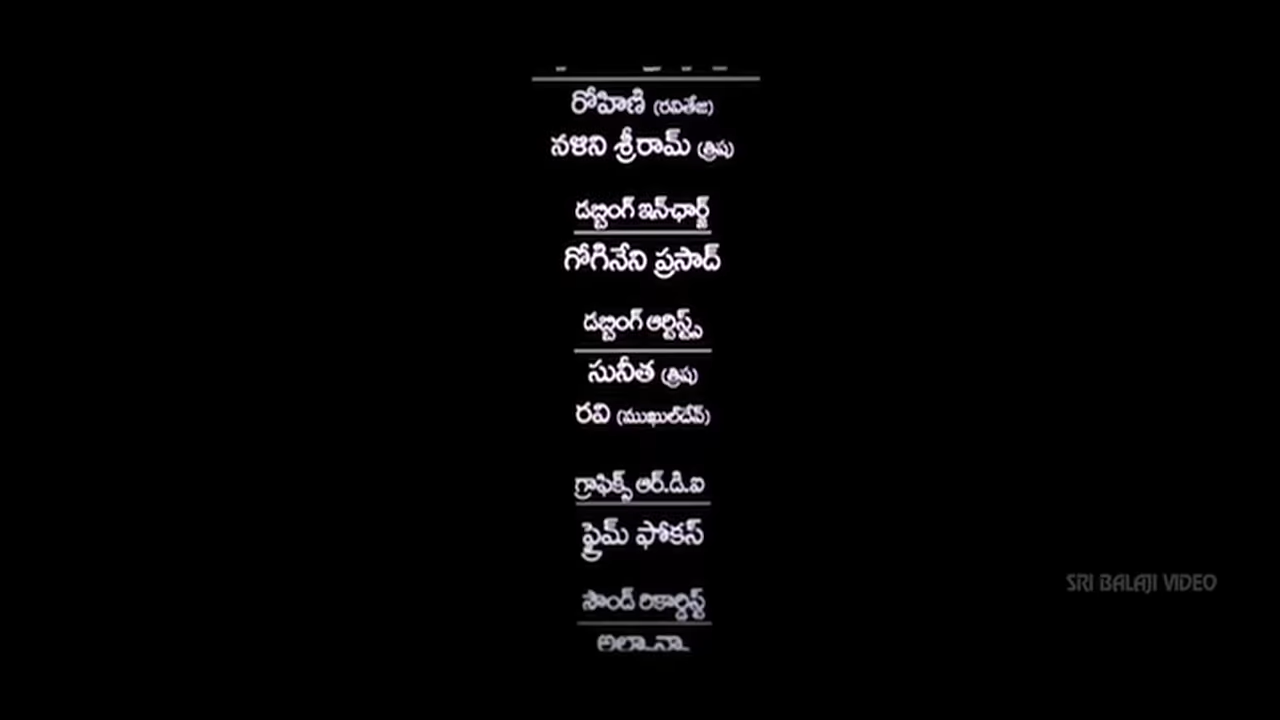 రోహిణి (రవితేజ)
నళిని శ్రీరామ్ (త్రిష)
డబ్బింగ్ ఇన్‌ఛార్జ్
గోగినేని ప్రసాద్
డబ్బింగ్ ఆర్టిస్ట్స్
సునీత (త్రిష)
రవి (ముఖుల్‌దేవ్)
గ్రాఫిక్స్ ఆర్.డి.ఐ
ప్రైమ్ ఫోకస్
సౌండ్ రికార్డిస్ట్
SRI BALAJI VIDEO